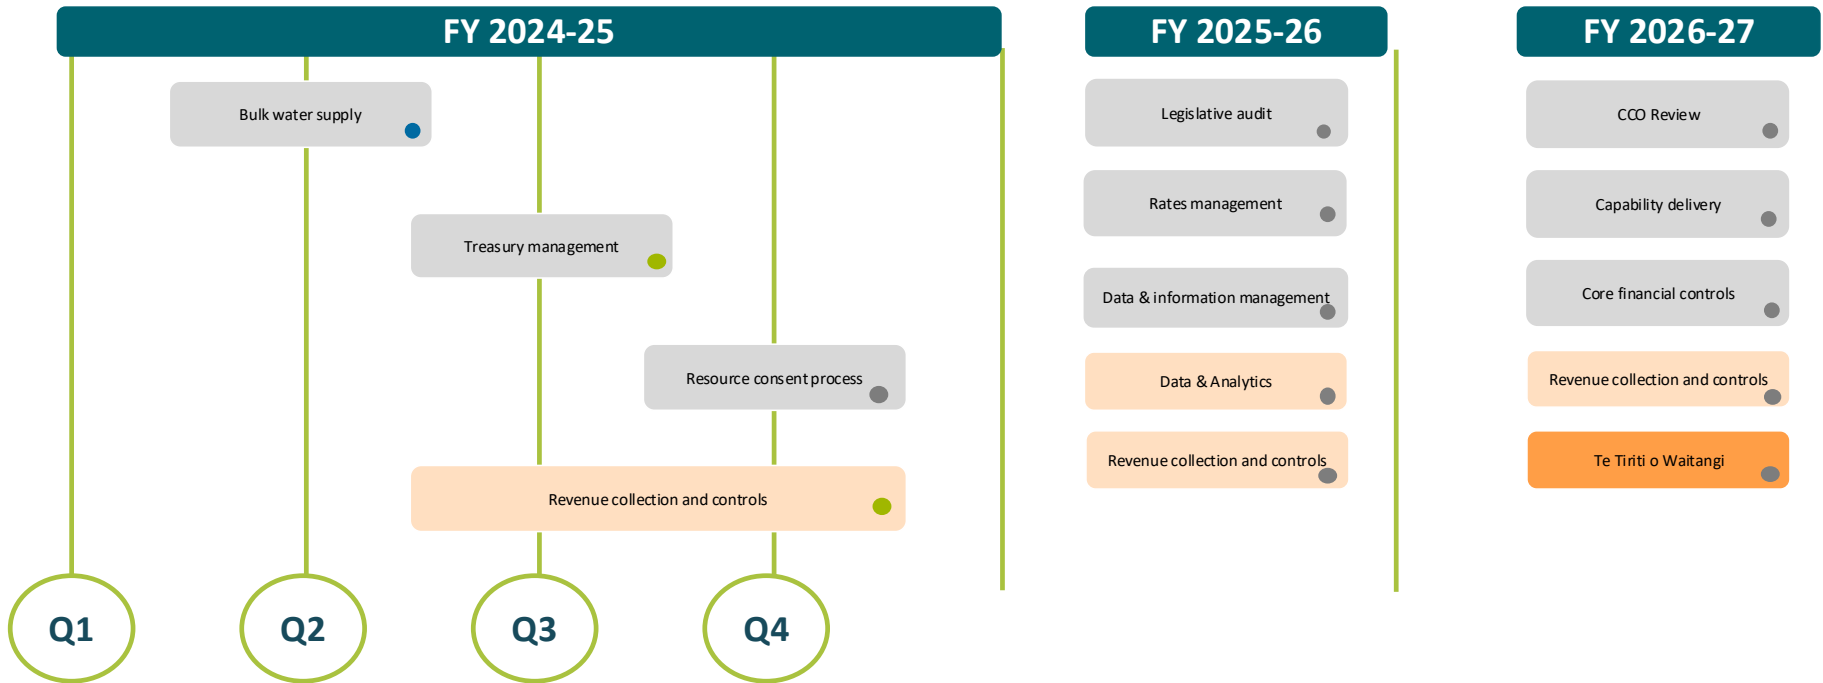 FY 2024-25
Bulk water supply
Treasury management
Resource consent process
Revenue collection and controls
Q1
Q2
Q3
Q4
FY 2025-26
Legislative audit
Rates management
Data & information management
Data & Analytics
Revenue collection and controls
FY 2026-27
CCO Review
Capability delivery
Core financial controls
Revenue collection and controls
Te Tiriti o Waitangi